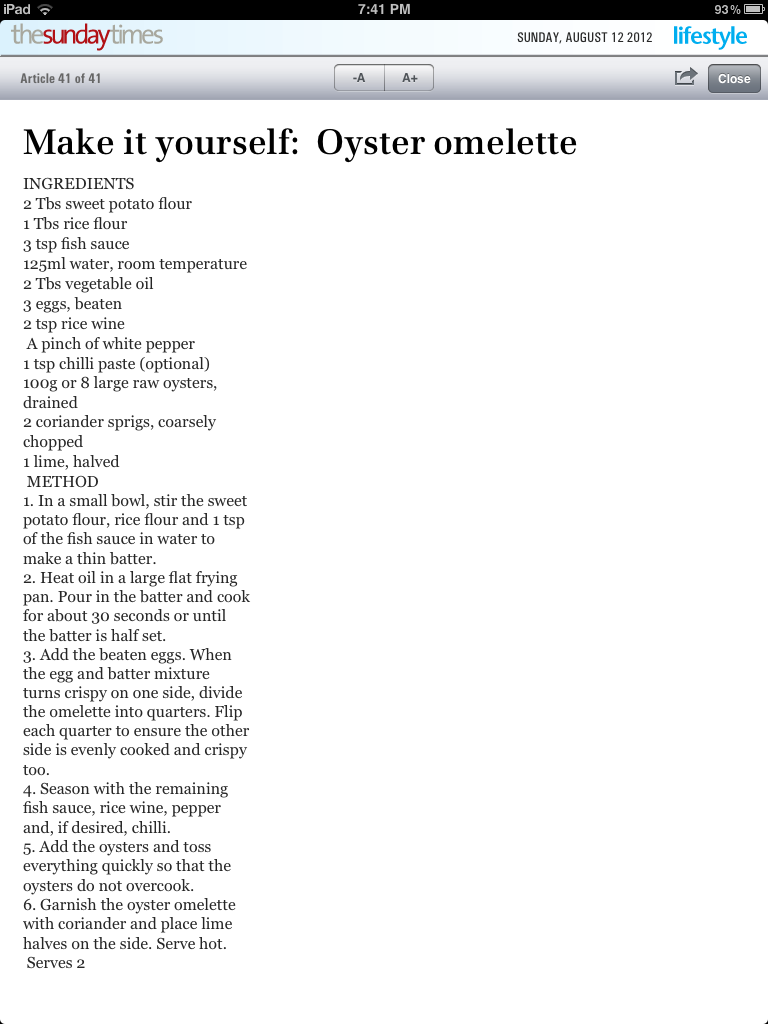 iPad 7:41 PM 93%
thesundaytimes SUNDAY, AUGUST 12 2012 lifestyle
Article 41 of 41 -A A+ Close
Make it yourself:  Oyster omelette
INGREDIENTS
2 Tbs sweet potato flour
1 Tbs rice flour
3 tsp fish sauce
125ml water, room temperature
2 Tbs vegetable oil
3 eggs, beaten
2 tsp rice wine
A pinch of white pepper
1 tsp chilli paste (optional)
100g or 8 large raw oysters,
drained
2 coriander sprigs, coarsely
chopped
1 lime, halved
METHOD
1. In a small bowl, stir the sweet
potato flour, rice flour and 1 tsp
of the fish sauce in water to
make a thin batter.
2. Heat oil in a large flat frying
pan. Pour in the batter and cook
for about 30 seconds or until
the batter is half set.
3. Add the beaten eggs. When
the egg and batter mixture
turns crispy on one side, divide
the omelette into quarters. Flip
each quarter to ensure the other
side is evenly cooked and crispy
too.
4. Season with the remaining
fish sauce, rice wine, pepper
and, if desired, chilli.
5. Add the oysters and toss
everything quickly so that the
oysters do not overcook.
6. Garnish the oyster omelette
with coriander and place lime
halves on the side. Serve hot.
Serves 2